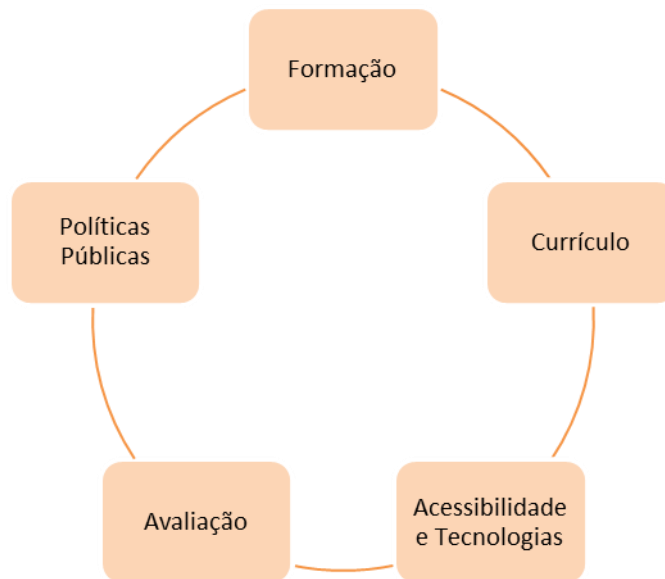 Formação
Currículo
Acessibilidade
e Tecnologias
Avaliação
Políticas
Públicas